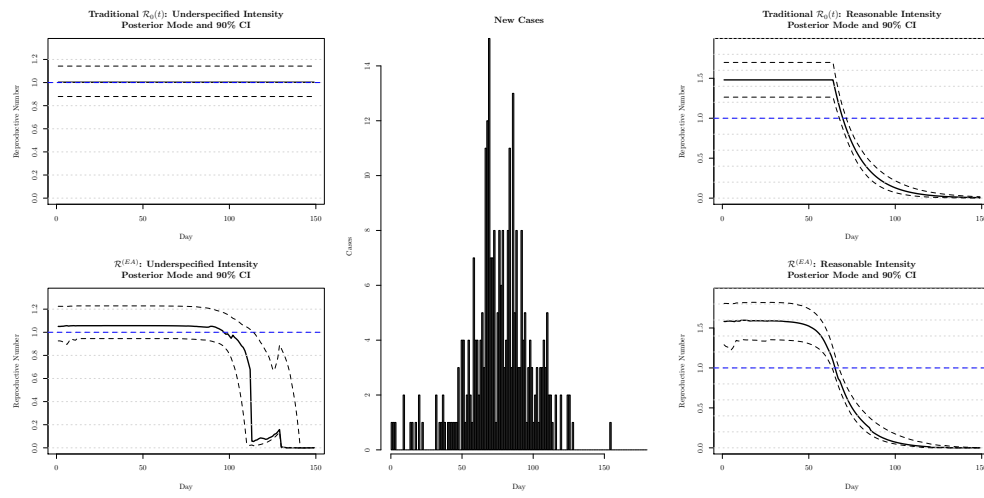 Traditional R₀(t): Underspecified Intensity
Posterior Mode and 90% CI
Reproductive Number
0.0 0.2 0.4 0.6 0.8 1.0 1.2
0 50 100 150
Day
R(EA): Underspecified Intensity
Posterior Mode and 90% CI
Reproductive Number
0.0 0.2 0.4 0.6 0.8 1.0 1.2
0 50 100 150
Day
New Cases
Cases
0 2 4 6 8 10 12 14
0 50 100 150
Day
Traditional R₀(t): Reasonable Intensity
Posterior Mode and 90% CI
Reproductive Number
0.0 0.5 1.0 1.5
0 50 100 150
Day
R(EA): Reasonable Intensity
Posterior Mode and 90% CI
Reproductive Number
0.0 0.5 1.0 1.5
0 50 100 150
Day